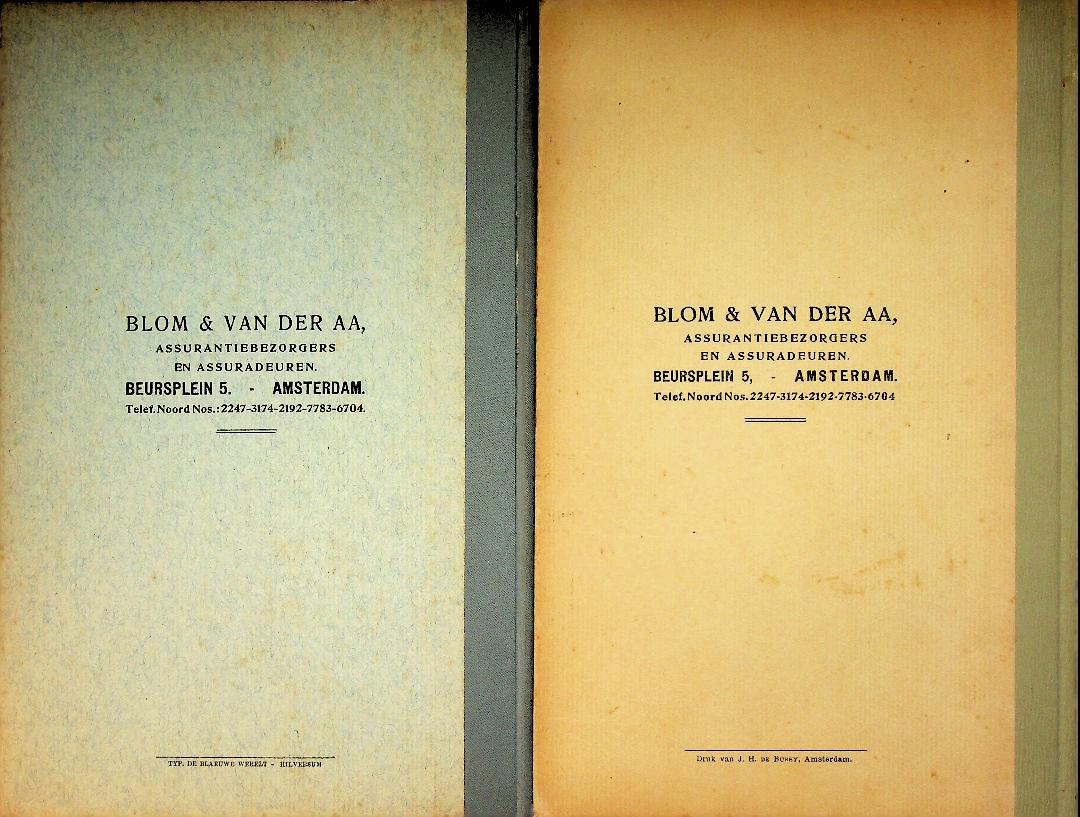 BLOM & VAN DER AA,
ASSURANTIEBEZORGERS
EN ASSURADEUREN.
BEURSPLEIN 5. - AMSTERDAM.
Telef. Noord Nos.: 2247-3174-2192-7783-6704.
TYP. DE BLAEUWE WERELT - HILVERSUM
BLOM & VAN DER AA,
ASSURANTIEBEZORGERS
EN ASSURADEUREN.
BEURSPLEIN 5, - AMSTERDAM.
Telef. Noord Nos. 2247-3174-2192-7783-6704
Druk van J. H. DE BUSSY, Amsterdam.